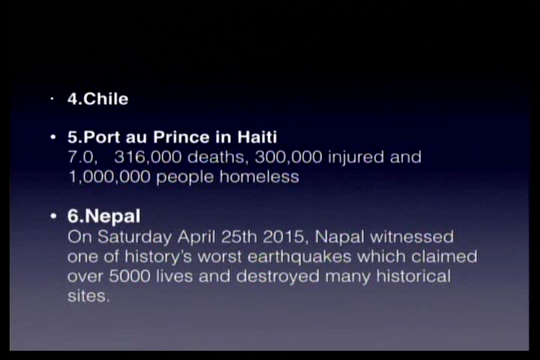 4.Chile
5.Port au Prince in Haiti
7.0, 316,000 deaths, 300,000 injured and
1,000,000 people homeless
6.Nepal
On Saturday April 25th 2015, Napal witnessed
one of history's worst earthquakes which claimed
over 5000 lives and destroyed many historical
sites.